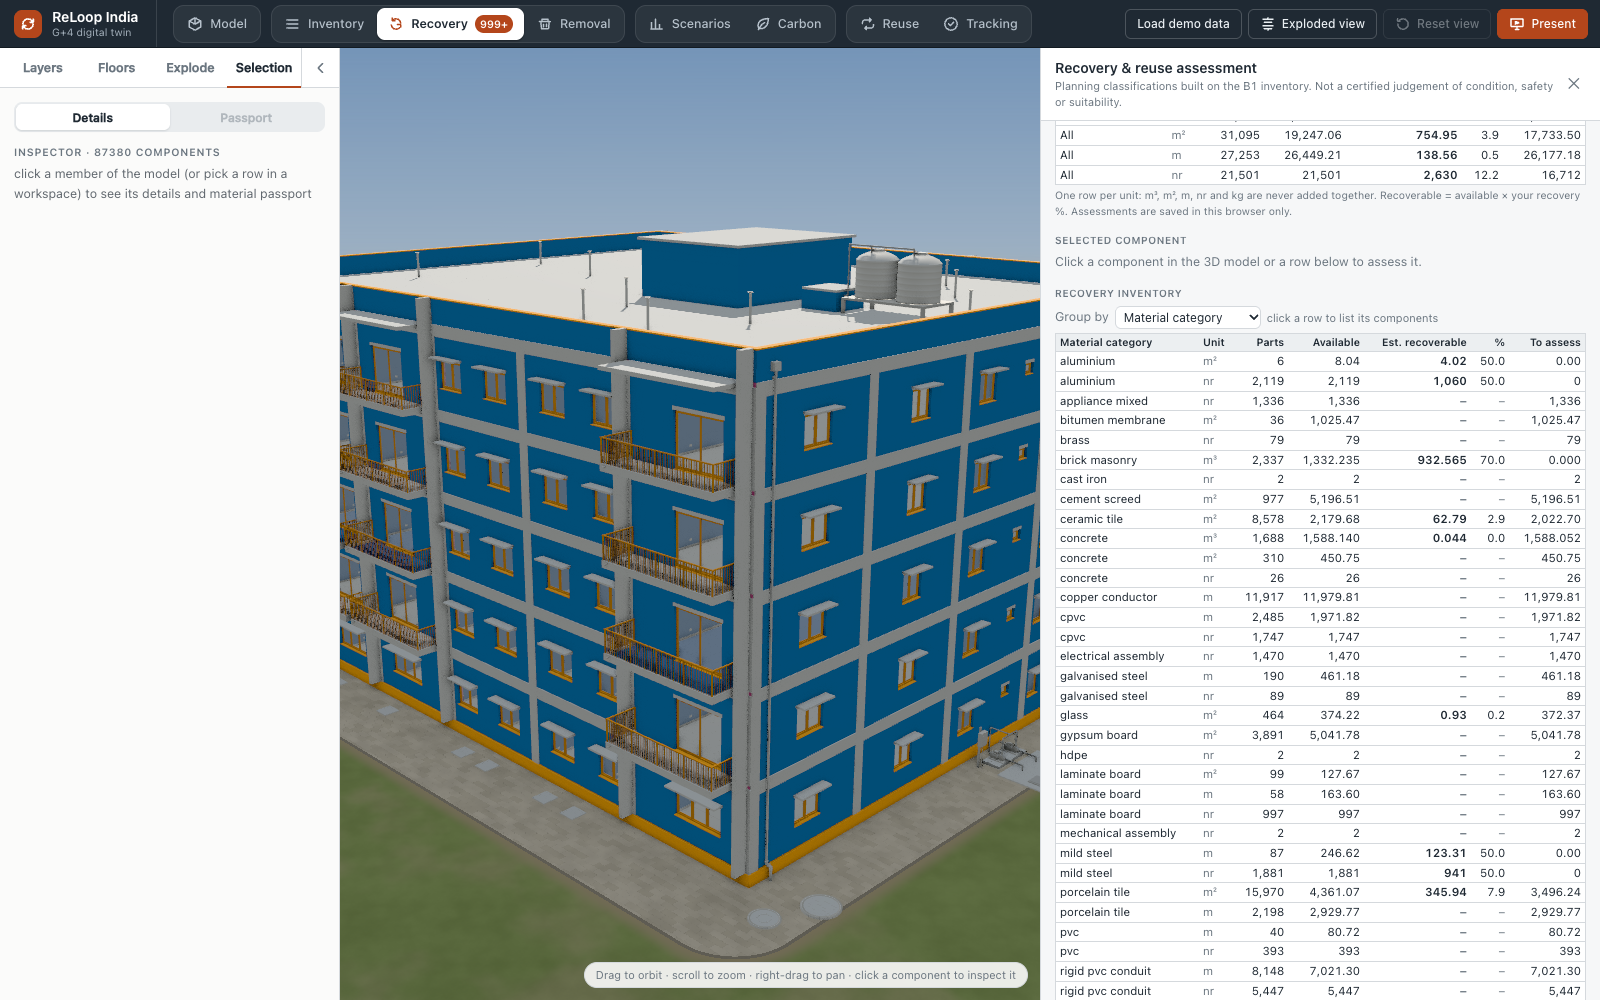 ReLoop India
G+4 digital twin
Model
Inventory
Recovery 999+
Removal
Scenarios
Carbon
Reuse
Tracking
Load demo data
Exploded view
Reset view
Present
Layers Floors Explode Selection
Details Passport
INSPECTOR · 87380 COMPONENTS
click a member of the model (or pick a row in a
workspace) to see its details and material passport
Drag to orbit · scroll to zoom · right-drag to pan · click a component to inspect it
Recovery & reuse assessment
Planning classifications built on the B1 inventory. Not a certified judgement of condition, safety
or suitability.
All m² 31,095 19,247.06 754.95 3.9 17,733.50
All m 27,253 26,449.21 138.56 0.5 26,177.18
All nr 21,501 21,501 2,630 12.2 16,712
One row per unit: m³, m², m, nr and kg are never added together. Recoverable = available × your recovery
%. Assessments are saved in this browser only.
SELECTED COMPONENT
Click a component in the 3D model or a row below to assess it.
RECOVERY INVENTORY
Group by Material category click a row to list its components
Material category Unit Parts Available Est. recoverable % To assess
aluminium m² 6 8.04 4.02 50.0 0.00
aluminium nr 2,119 2,119 1,060 50.0 0
appliance mixed nr 1,336 1,336 – – 1,336
bitumen membrane m² 36 1,025.47 – – 1,025.47
brass nr 79 79 – – 79
brick masonry m³ 2,337 1,332.235 932.565 70.0 0.000
cast iron nr 2 2 – – 2
cement screed m² 977 5,196.51 – – 5,196.51
ceramic tile m² 8,578 2,179.68 62.79 2.9 2,022.70
concrete m³ 1,688 1,588.140 0.044 0.0 1,588.052
concrete m² 310 450.75 – – 450.75
concrete nr 26 26 – – 26
copper conductor m 11,917 11,979.81 – – 11,979.81
cpvc m 2,485 1,971.82 – – 1,971.82
cpvc nr 1,747 1,747 – – 1,747
electrical assembly nr 1,470 1,470 – – 1,470
galvanised steel m 190 461.18 – – 461.18
galvanised steel nr 89 89 – – 89
glass m² 464 374.22 0.93 0.2 372.37
gypsum board m² 3,891 5,041.78 – – 5,041.78
hdpe nr 2 2 – – 2
laminate board m² 99 127.67 – – 127.67
laminate board m 58 163.60 – – 163.60
laminate board nr 997 997 – – 997
mechanical assembly nr 2 2 – – 2
mild steel m 87 246.62 123.31 50.0 0.00
mild steel nr 1,881 1,881 941 50.0 0
porcelain tile m² 15,970 4,361.07 345.94 7.9 3,496.24
porcelain tile m 2,198 2,929.77 – – 2,929.77
pvc m 40 80.72 – – 80.72
pvc nr 393 393 – – 393
rigid pvc conduit m 8,148 7,021.30 – – 7,021.30
rigid pvc conduit nr 5,447 5,447 – – 5,447